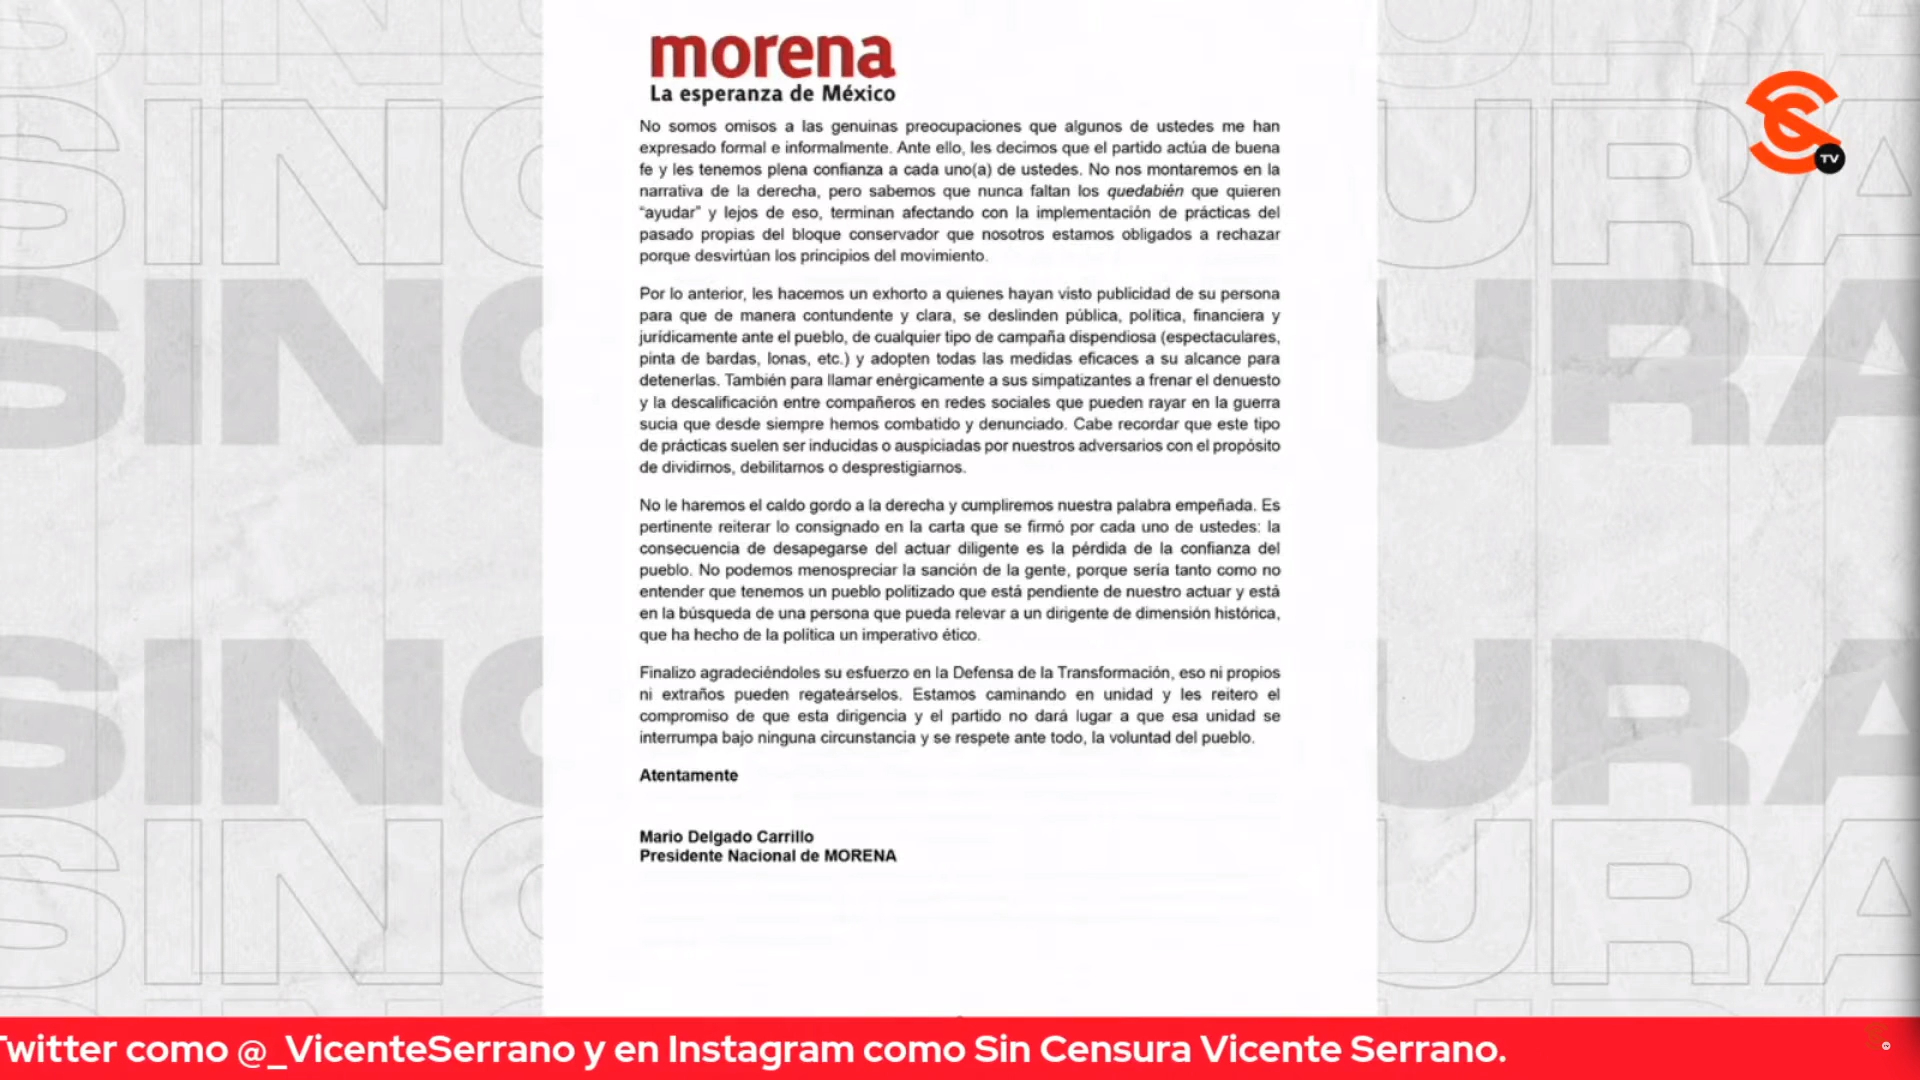 morena
La esperanza de México
No somos omisos a las genuinas preocupaciones que algunos de ustedes me han
expresado formal e informalmente. Ante ello, les decimos que el partido actúa de buena
fe y les tenemos plena confianza a cada uno(a) de ustedes. No nos montaremos en la
narrativa de la derecha, pero sabemos que nunca faltan los quedabién que quieren
“ayudar” y lejos de eso, terminan afectando con la implementación de prácticas del
pasado propias del bloque conservador que nosotros estamos obligados a rechazar
porque desvirtúan los principios del movimiento.
Por lo anterior, les hacemos un exhorto a quienes hayan visto publicidad de su persona
para que de manera contundente y clara, se deslinden pública, política, financiera y
jurídicamente ante el pueblo, de cualquier tipo de campaña dispendiosa (espectaculares,
pinta de bardas, lonas, etc.) y adopten todas las medidas eficaces a su alcance para
detenerlas. También para llamar enérgicamente a sus simpatizantes a frenar el denuesto
y la descalificación entre compañeros en redes sociales que pueden rayar en la guerra
sucia que desde siempre hemos combatido y denunciado. Cabe recordar que este tipo
de prácticas suelen ser inducidas o auspiciadas por nuestros adversarios con el propósito
de dividirnos, debilitarnos o desprestigiarnos.
No le haremos el caldo gordo a la derecha y cumpliremos nuestra palabra empeñada. Es
pertinente reiterar lo consignado en la carta que se firmó por cada uno de ustedes: la
consecuencia de desapegarse del actuar diligente es la pérdida de la confianza del
pueblo. No podemos menospreciar la sanción de la gente, porque sería tanto como no
entender que tenemos un pueblo politizado que está pendiente de nuestro actuar y está
en la búsqueda de una persona que pueda relevar a un dirigente de dimensión histórica,
que ha hecho de la política un imperativo ético.
Finalizo agradeciéndoles su esfuerzo en la Defensa de la Transformación, eso ni propios
ni extraños pueden regateárselos. Estamos caminando en unidad y les reitero el
compromiso de que esta dirigencia y el partido no dará lugar a que esa unidad se
interrumpa bajo ninguna circunstancia y se respete ante todo, la voluntad del pueblo.
Atentamente
Mario Delgado Carrillo
Presidente Nacional de MORENA
TV
SINC
URA
SINC
URA
SINC
URA
SINC
URA
Twitter como @_VicenteSerrano y en Instagram como Sin Censura Vicente Serrano.